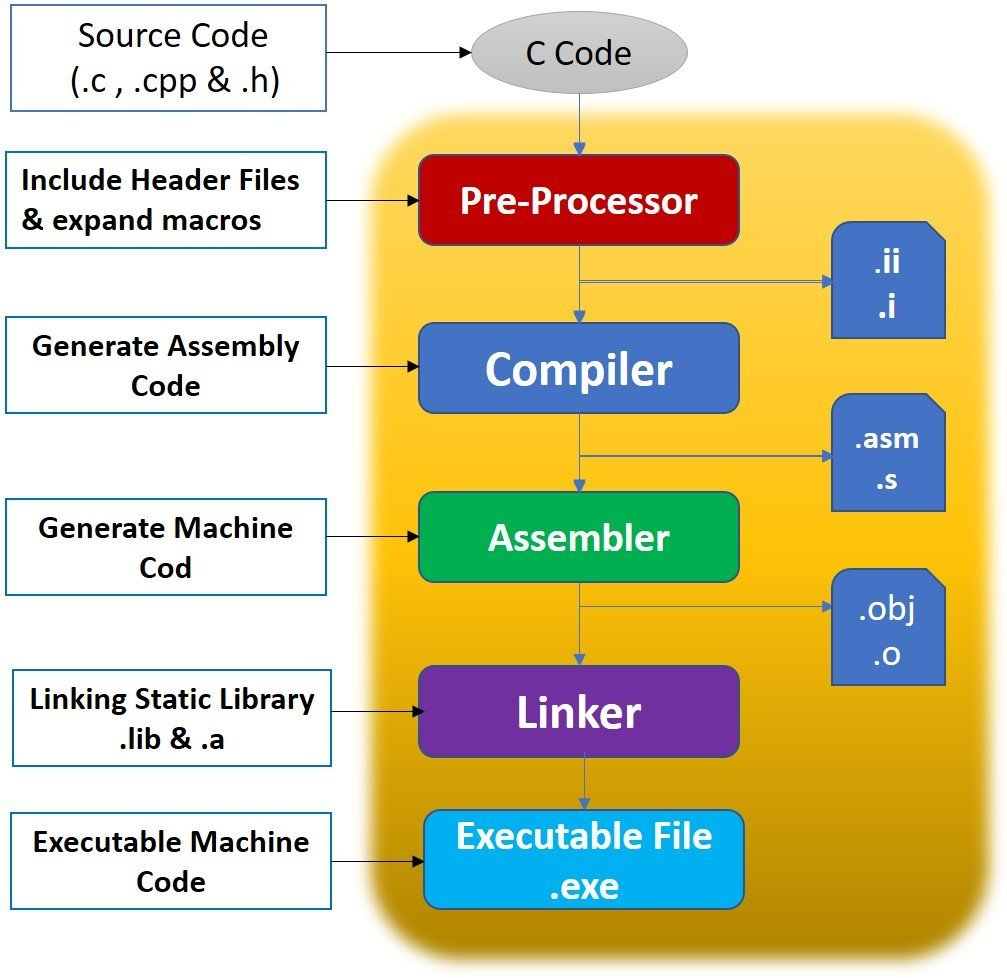 Source Code
(.c , .cpp & .h)
C Code
Include Header Files
& expand macros
Pre-Processor
.ii
.i
Generate Assembly
Code
Compiler
.asm
.s
Generate Machine
Cod
Assembler
.obj
.o
Linking Static Library
.lib & .a
Linker
Executable Machine
Code
Executable File
.exe